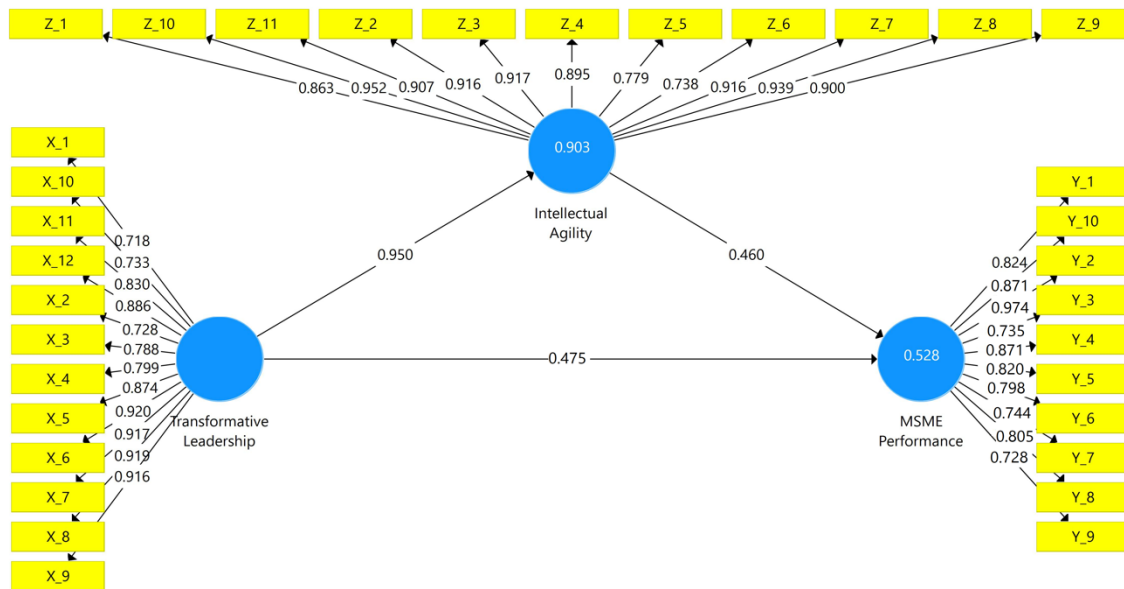 Z_1 Z_10 Z_11 Z_2 Z_3 Z_4 Z_5 Z_6 Z_7 Z_8 Z_9
0.863 0.952 0.907 0.916 0.917 0.895 0.779 0.738 0.916 0.939 0.900
X_1
X_10
X_11
X_12
X_2
X_3
X_4
X_5
X_6
X_7
X_8
X_9
0.718
0.733
0.830
0.886
0.728
0.788
0.799
0.874
0.920
0.917
0.919
0.916
Transformative
Leadership
0.950
0.903
Intellectual
Agility
0.460
0.475
0.528
MSME
Performance
0.824
0.871
0.974
0.735
0.871
0.820
0.798
0.744
0.805
0.728
Y_1
Y_10
Y_2
Y_3
Y_4
Y_5
Y_6
Y_7
Y_8
Y_9